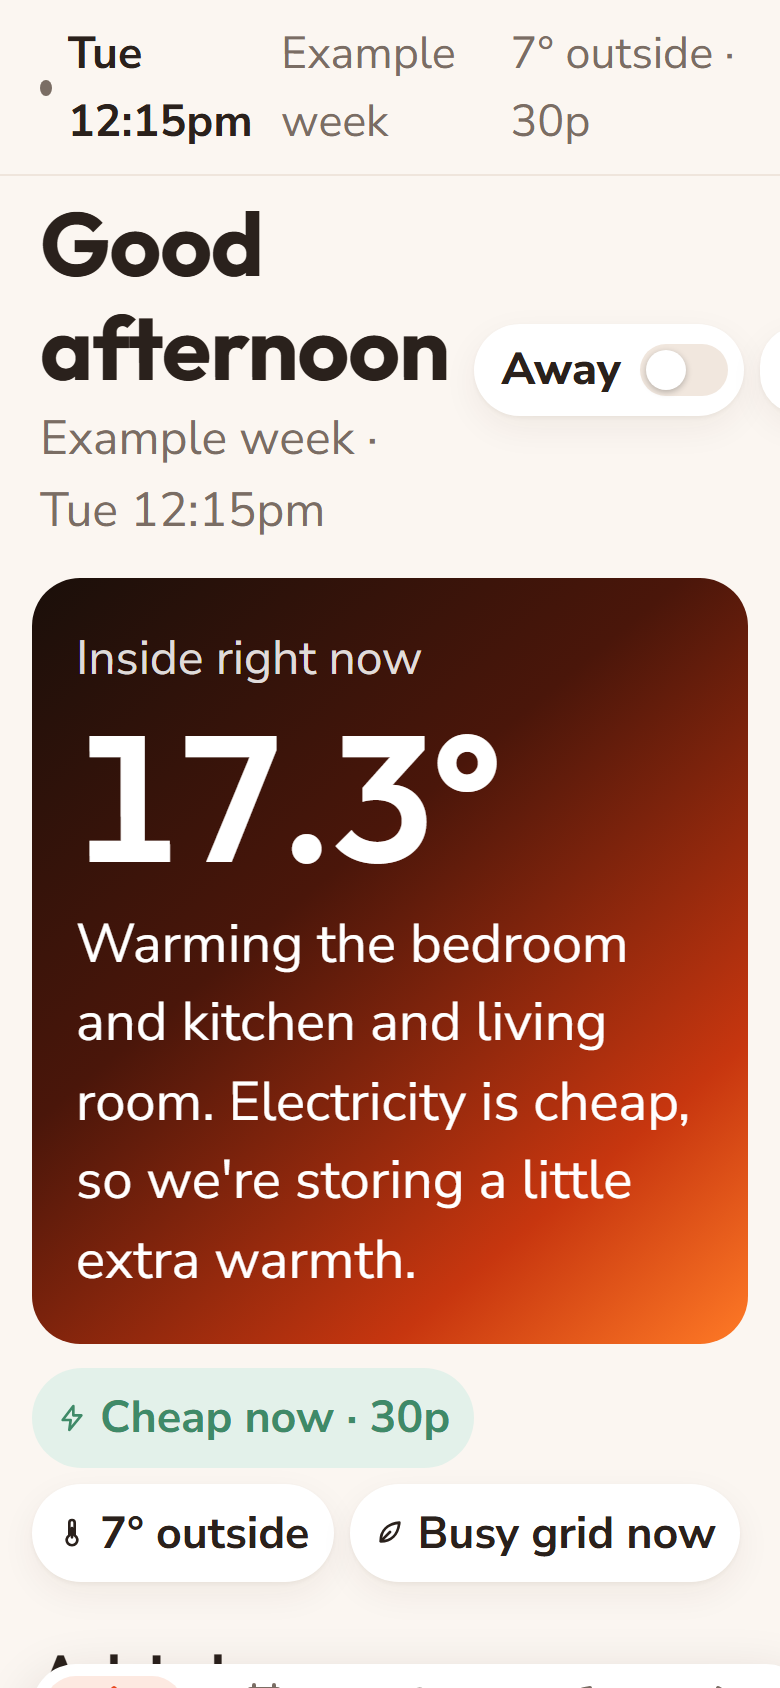 Tue Example 7° outside ·
12:15pm week 30p
Good
afternoon
Away
Example week ·
Tue 12:15pm
Inside right now
17.3°
Warming the bedroom
and kitchen and living
room. Electricity is cheap,
so we're storing a little
extra warmth.
Cheap now · 30p
7° outside
Busy grid now